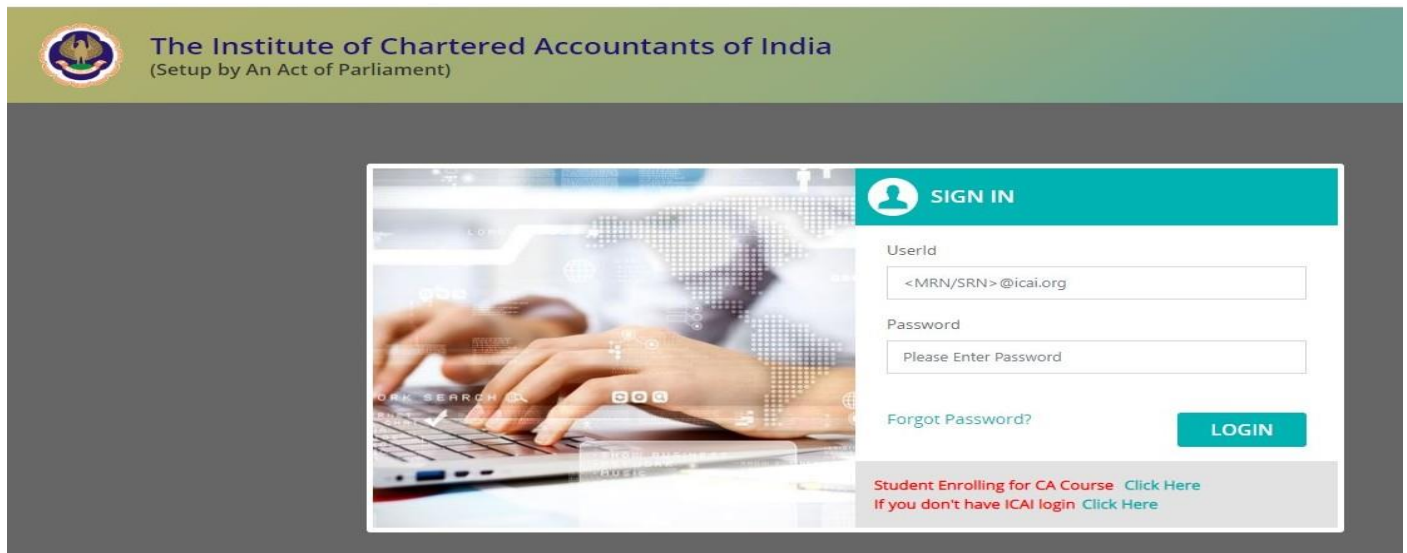 The Institute of Chartered Accountants of India
(Setup by An Act of Parliament)
SIGN IN
UserId
<MRN/SRN>@icai.org
Password
Please Enter Password
Forgot Password?
LOGIN
Student Enrolling for CA Course Click Here
If you don't have ICAI login Click Here
SEARCH
MUSIC